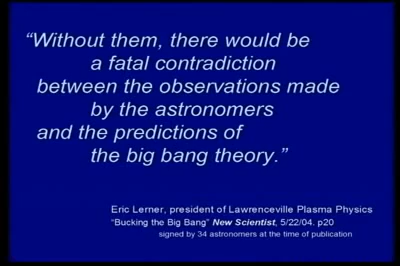 “Without them, there would be
a fatal contradiction
between the observations made
by the astronomers
and the predictions of
the big bang theory.”
Eric Lerner, president of Lawrenceville Plasma Physics
“Bucking the Big Bang” New Scientist, 5/22/04. p20
signed by 34 astronomers at the time of publication